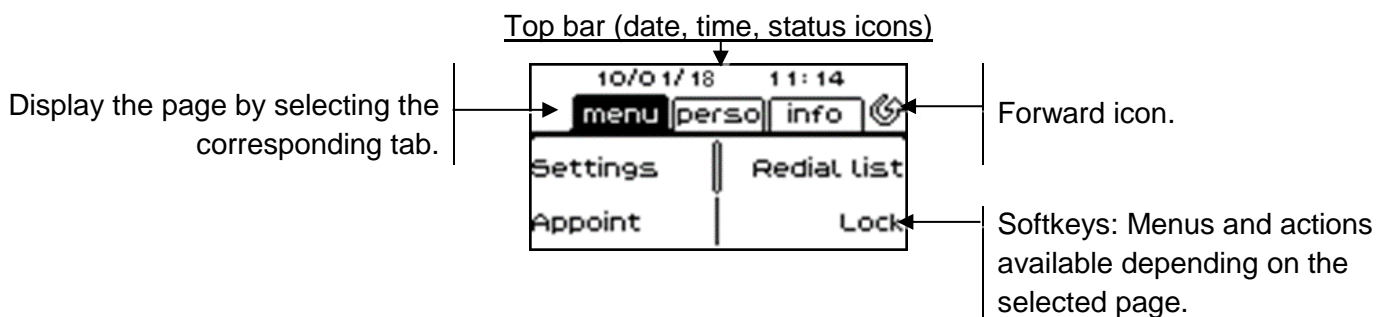 Top bar (date, time, status icons)
10/01/18 11:14
Display the page by selecting the
corresponding tab.
menu perso info
Forward icon.
Settings Redial list
Appoint Lock
Softkeys: Menus and actions
available depending on the
selected page.